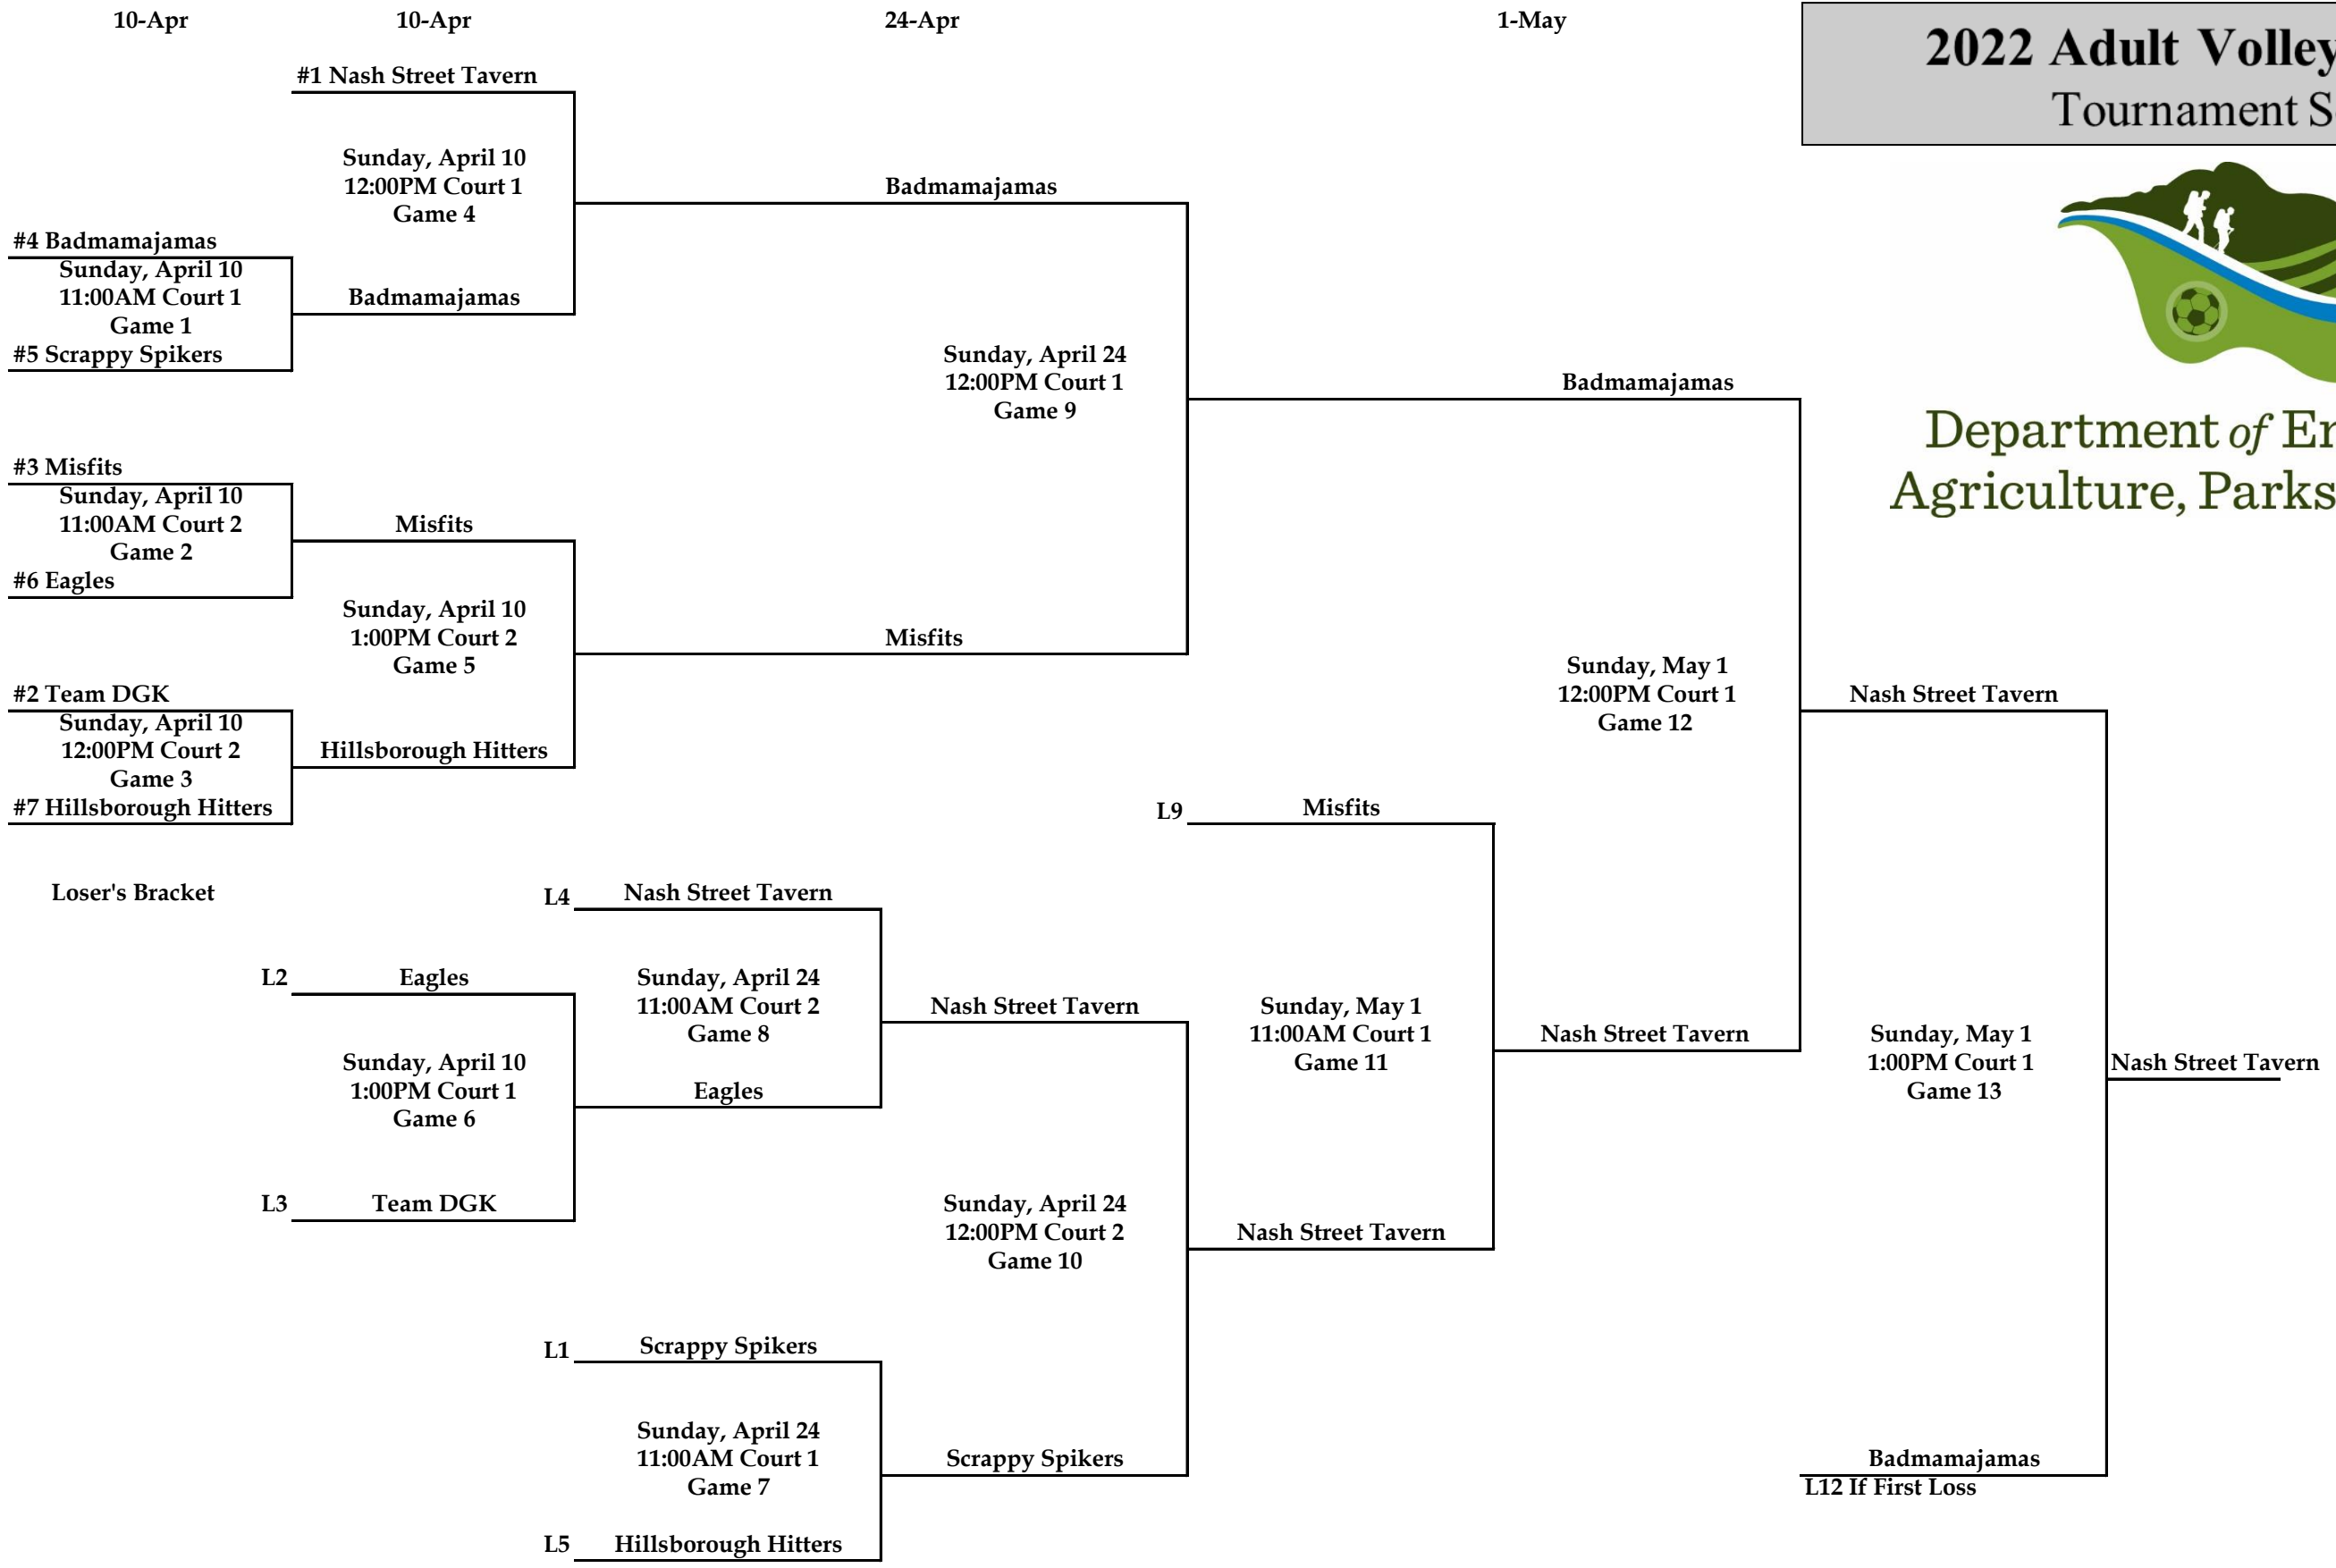 10-Apr
10-Apr
24-Apr
1-May
2022 Adult Volley
Tournament S
#1 Nash Street Tavern
Sunday, April 10
12:00PM Court 1
Game 4
Badmamajamas
#4 Badmamajamas
Sunday, April 10
11:00AM Court 1
Game 1
#5 Scrappy Spikers
Badmamajamas
Sunday, April 24
12:00PM Court 1
Game 9
Badmamajamas
Department of En
Agriculture, Parks
#3 Misfits
Sunday, April 10
11:00AM Court 2
Game 2
#6 Eagles
Misfits
Sunday, April 10
1:00PM Court 2
Game 5
Misfits
#2 Team DGK
Sunday, April 10
12:00PM Court 2
Game 3
#7 Hillsborough Hitters
Hillsborough Hitters
Sunday, May 1
12:00PM Court 1
Game 12
Nash Street Tavern
L9 Misfits
Loser's Bracket
L4 Nash Street Tavern
L2 Eagles
Sunday, April 24
11:00AM Court 2
Game 8
Nash Street Tavern
Sunday, May 1
11:00AM Court 1
Game 11
Nash Street Tavern
Sunday, May 1
1:00PM Court 1
Game 13
Nash Street Tavern
Sunday, April 10
1:00PM Court 1
Game 6
Eagles
L3 Team DGK
Sunday, April 24
12:00PM Court 2
Game 10
Nash Street Tavern
L1 Scrappy Spikers
Sunday, April 24
11:00AM Court 1
Game 7
Scrappy Spikers
L5 Hillsborough Hitters
Badmamajamas
L12 If First Loss